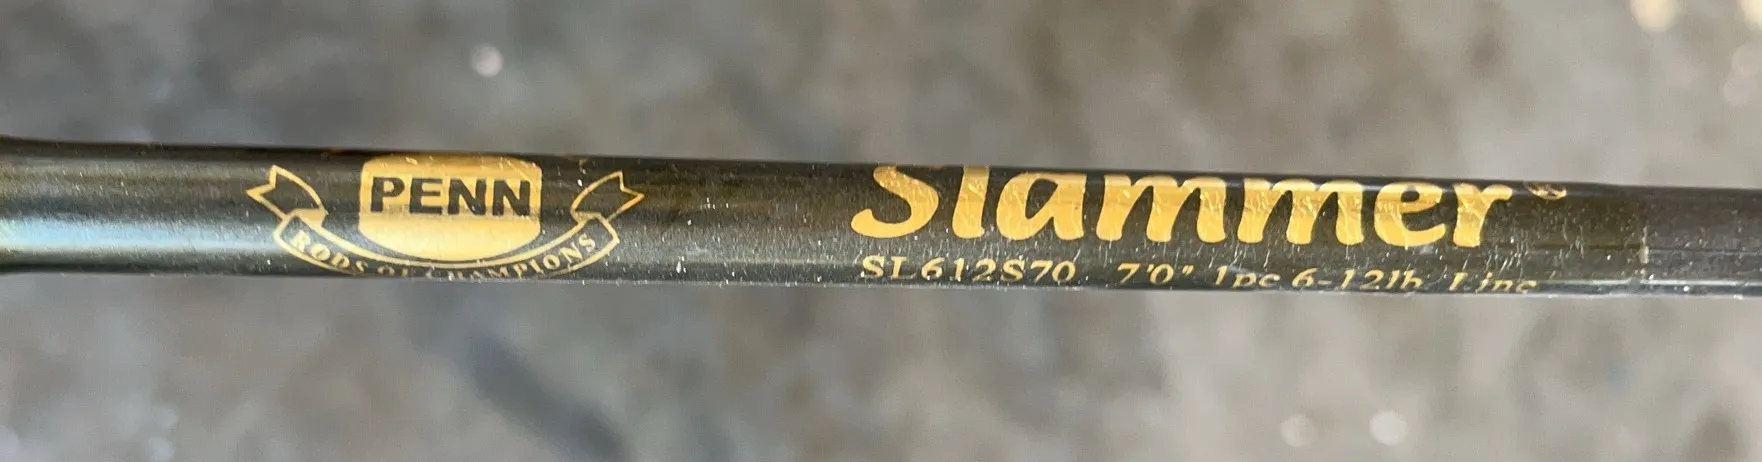 PENN
RODS OF CHAMPIONS
Slammer®
SL612S70 7'0" 1pc 6-12lb Line